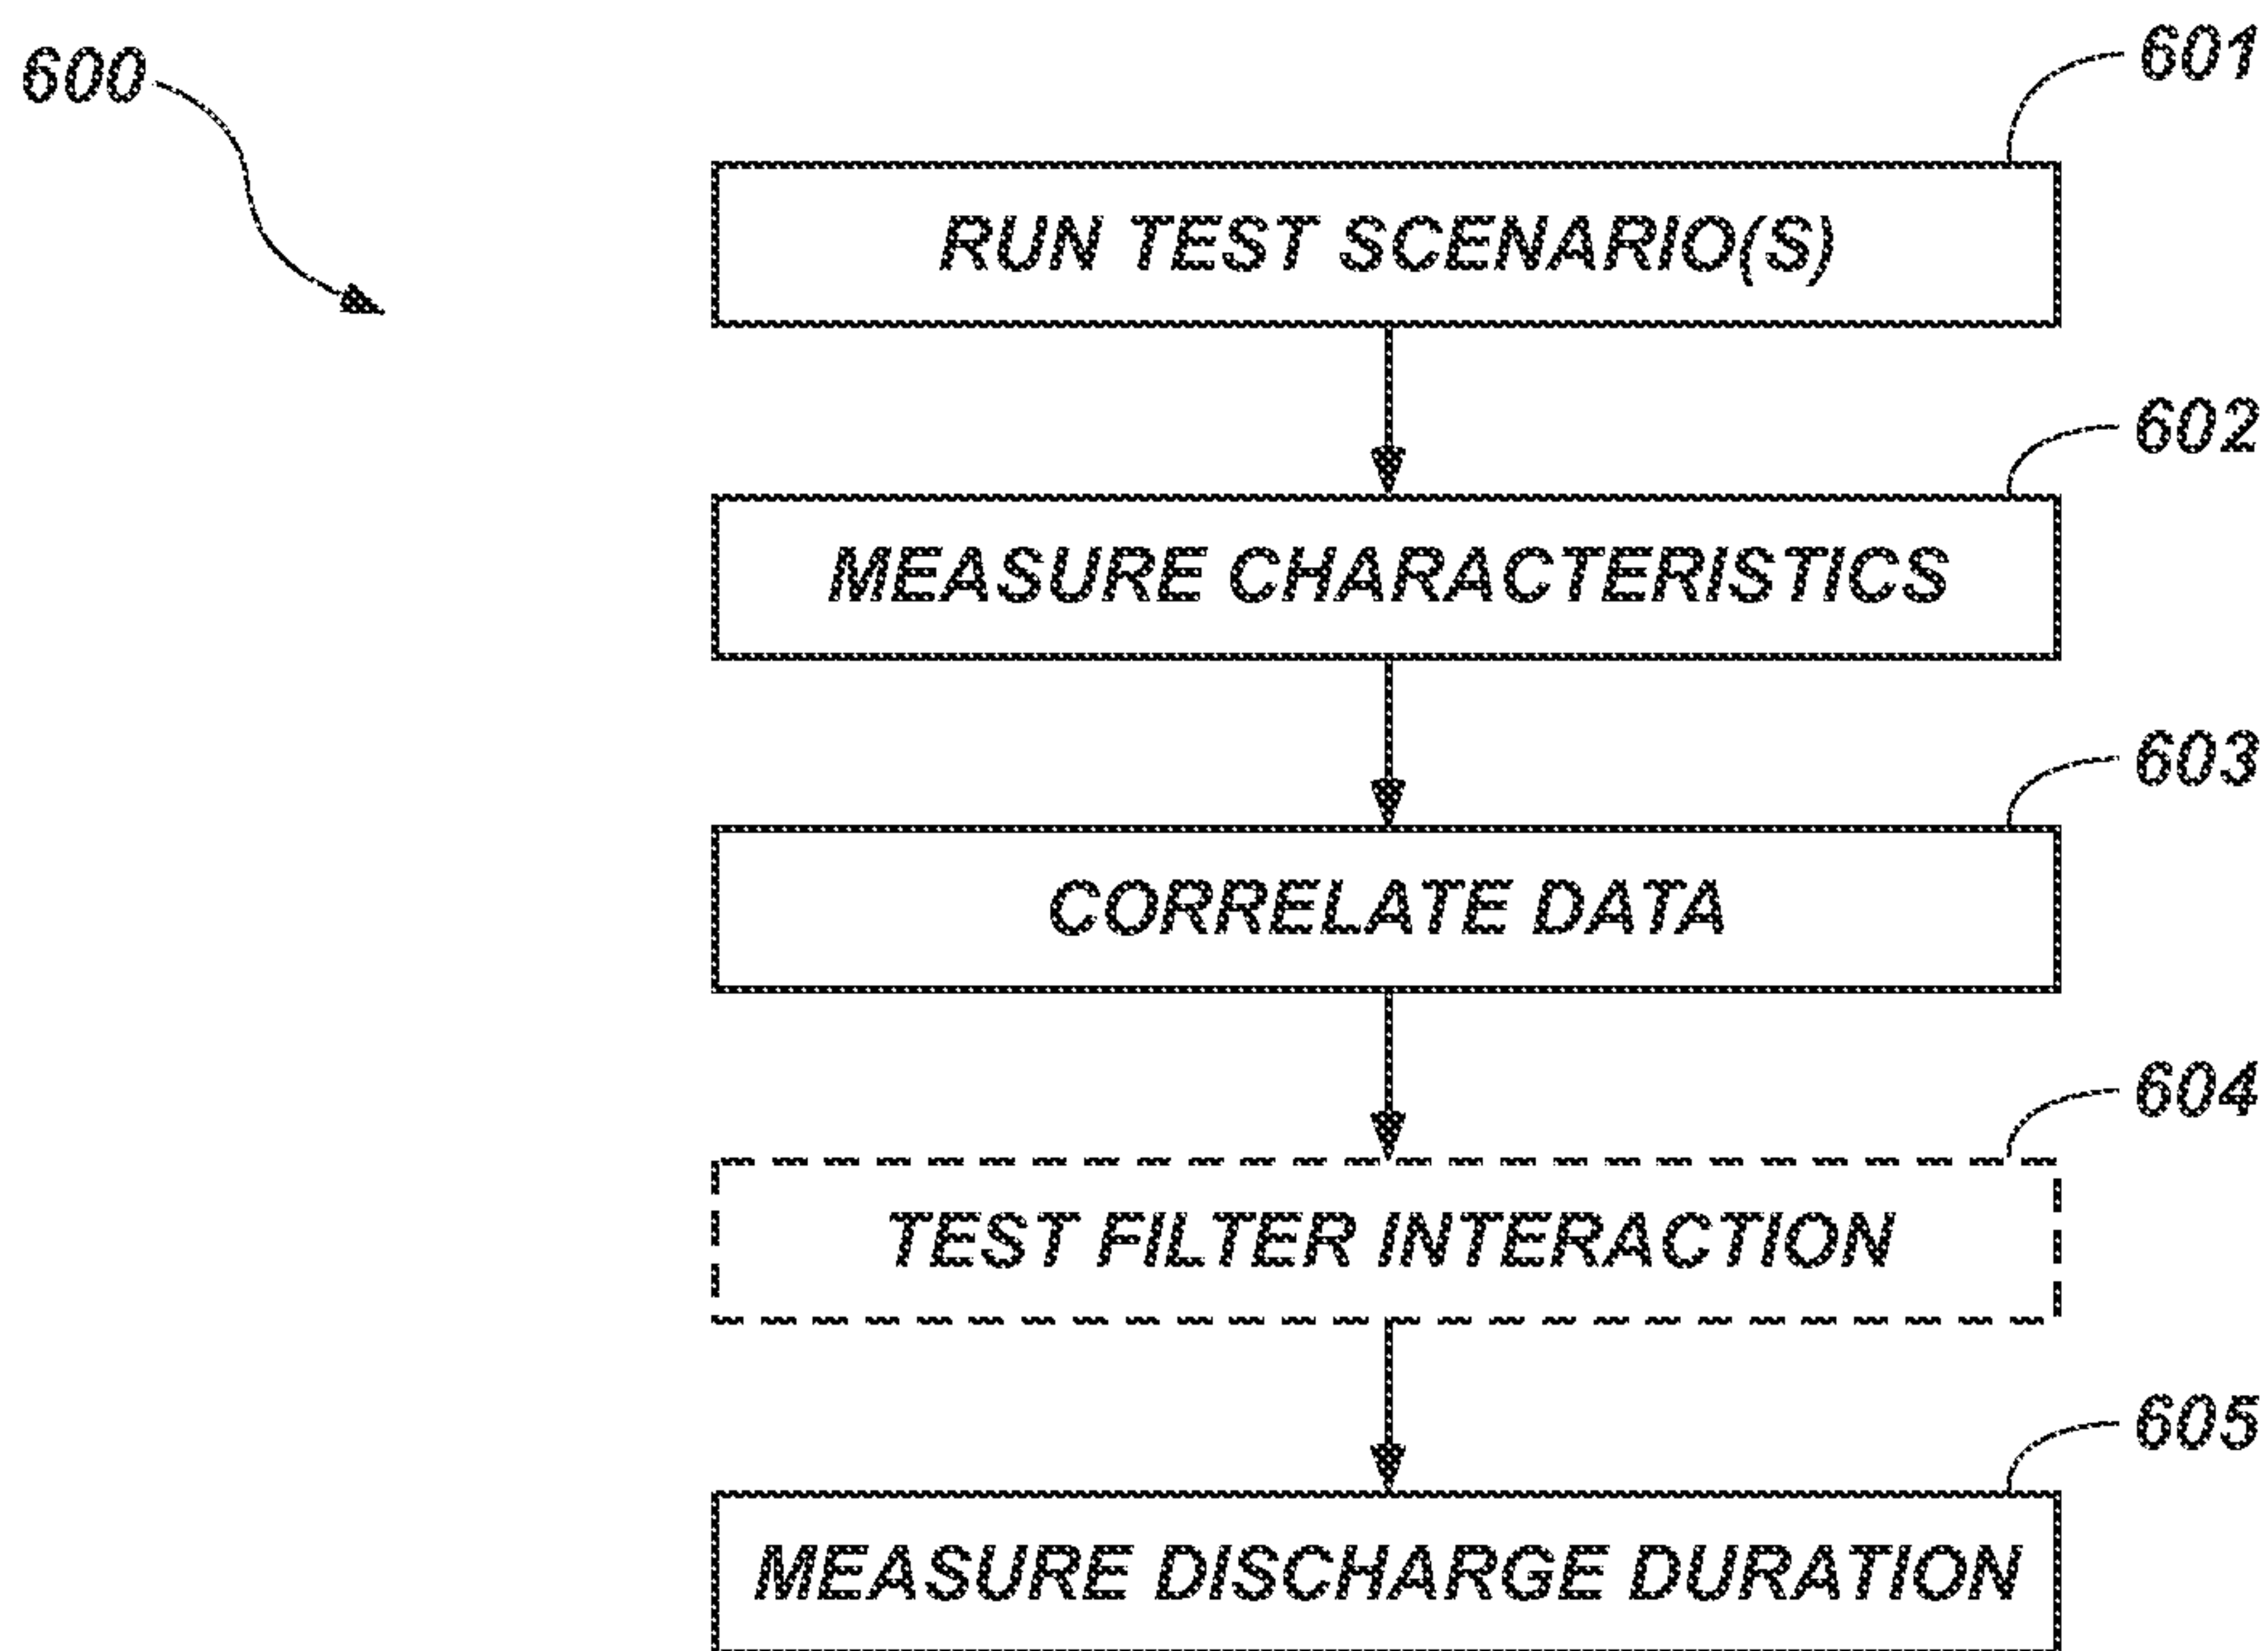 600
601
RUN TEST SCENARIO(S)
602
MEASURE CHARACTERISTICS
603
CORRELATE DATA
604
TEST FILTER INTERACTION
605
MEASURE DISCHARGE DURATION